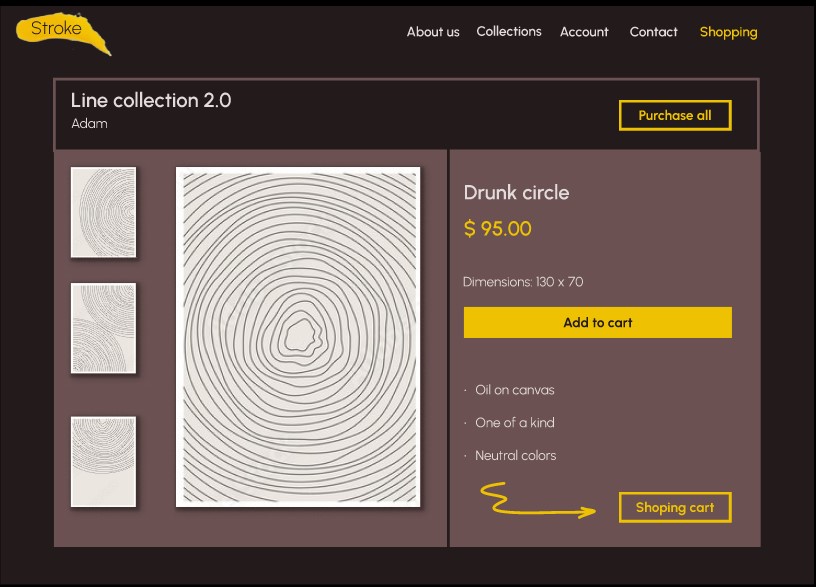 Stroke
About us Collections Account Contact Shopping
Line collection 2.0
Adam
Purchase all
Drunk circle
$ 95.00
Dimensions: 130 x 70
Add to cart
· Oil on canvas
· One of a kind
· Neutral colors
Shoping cart